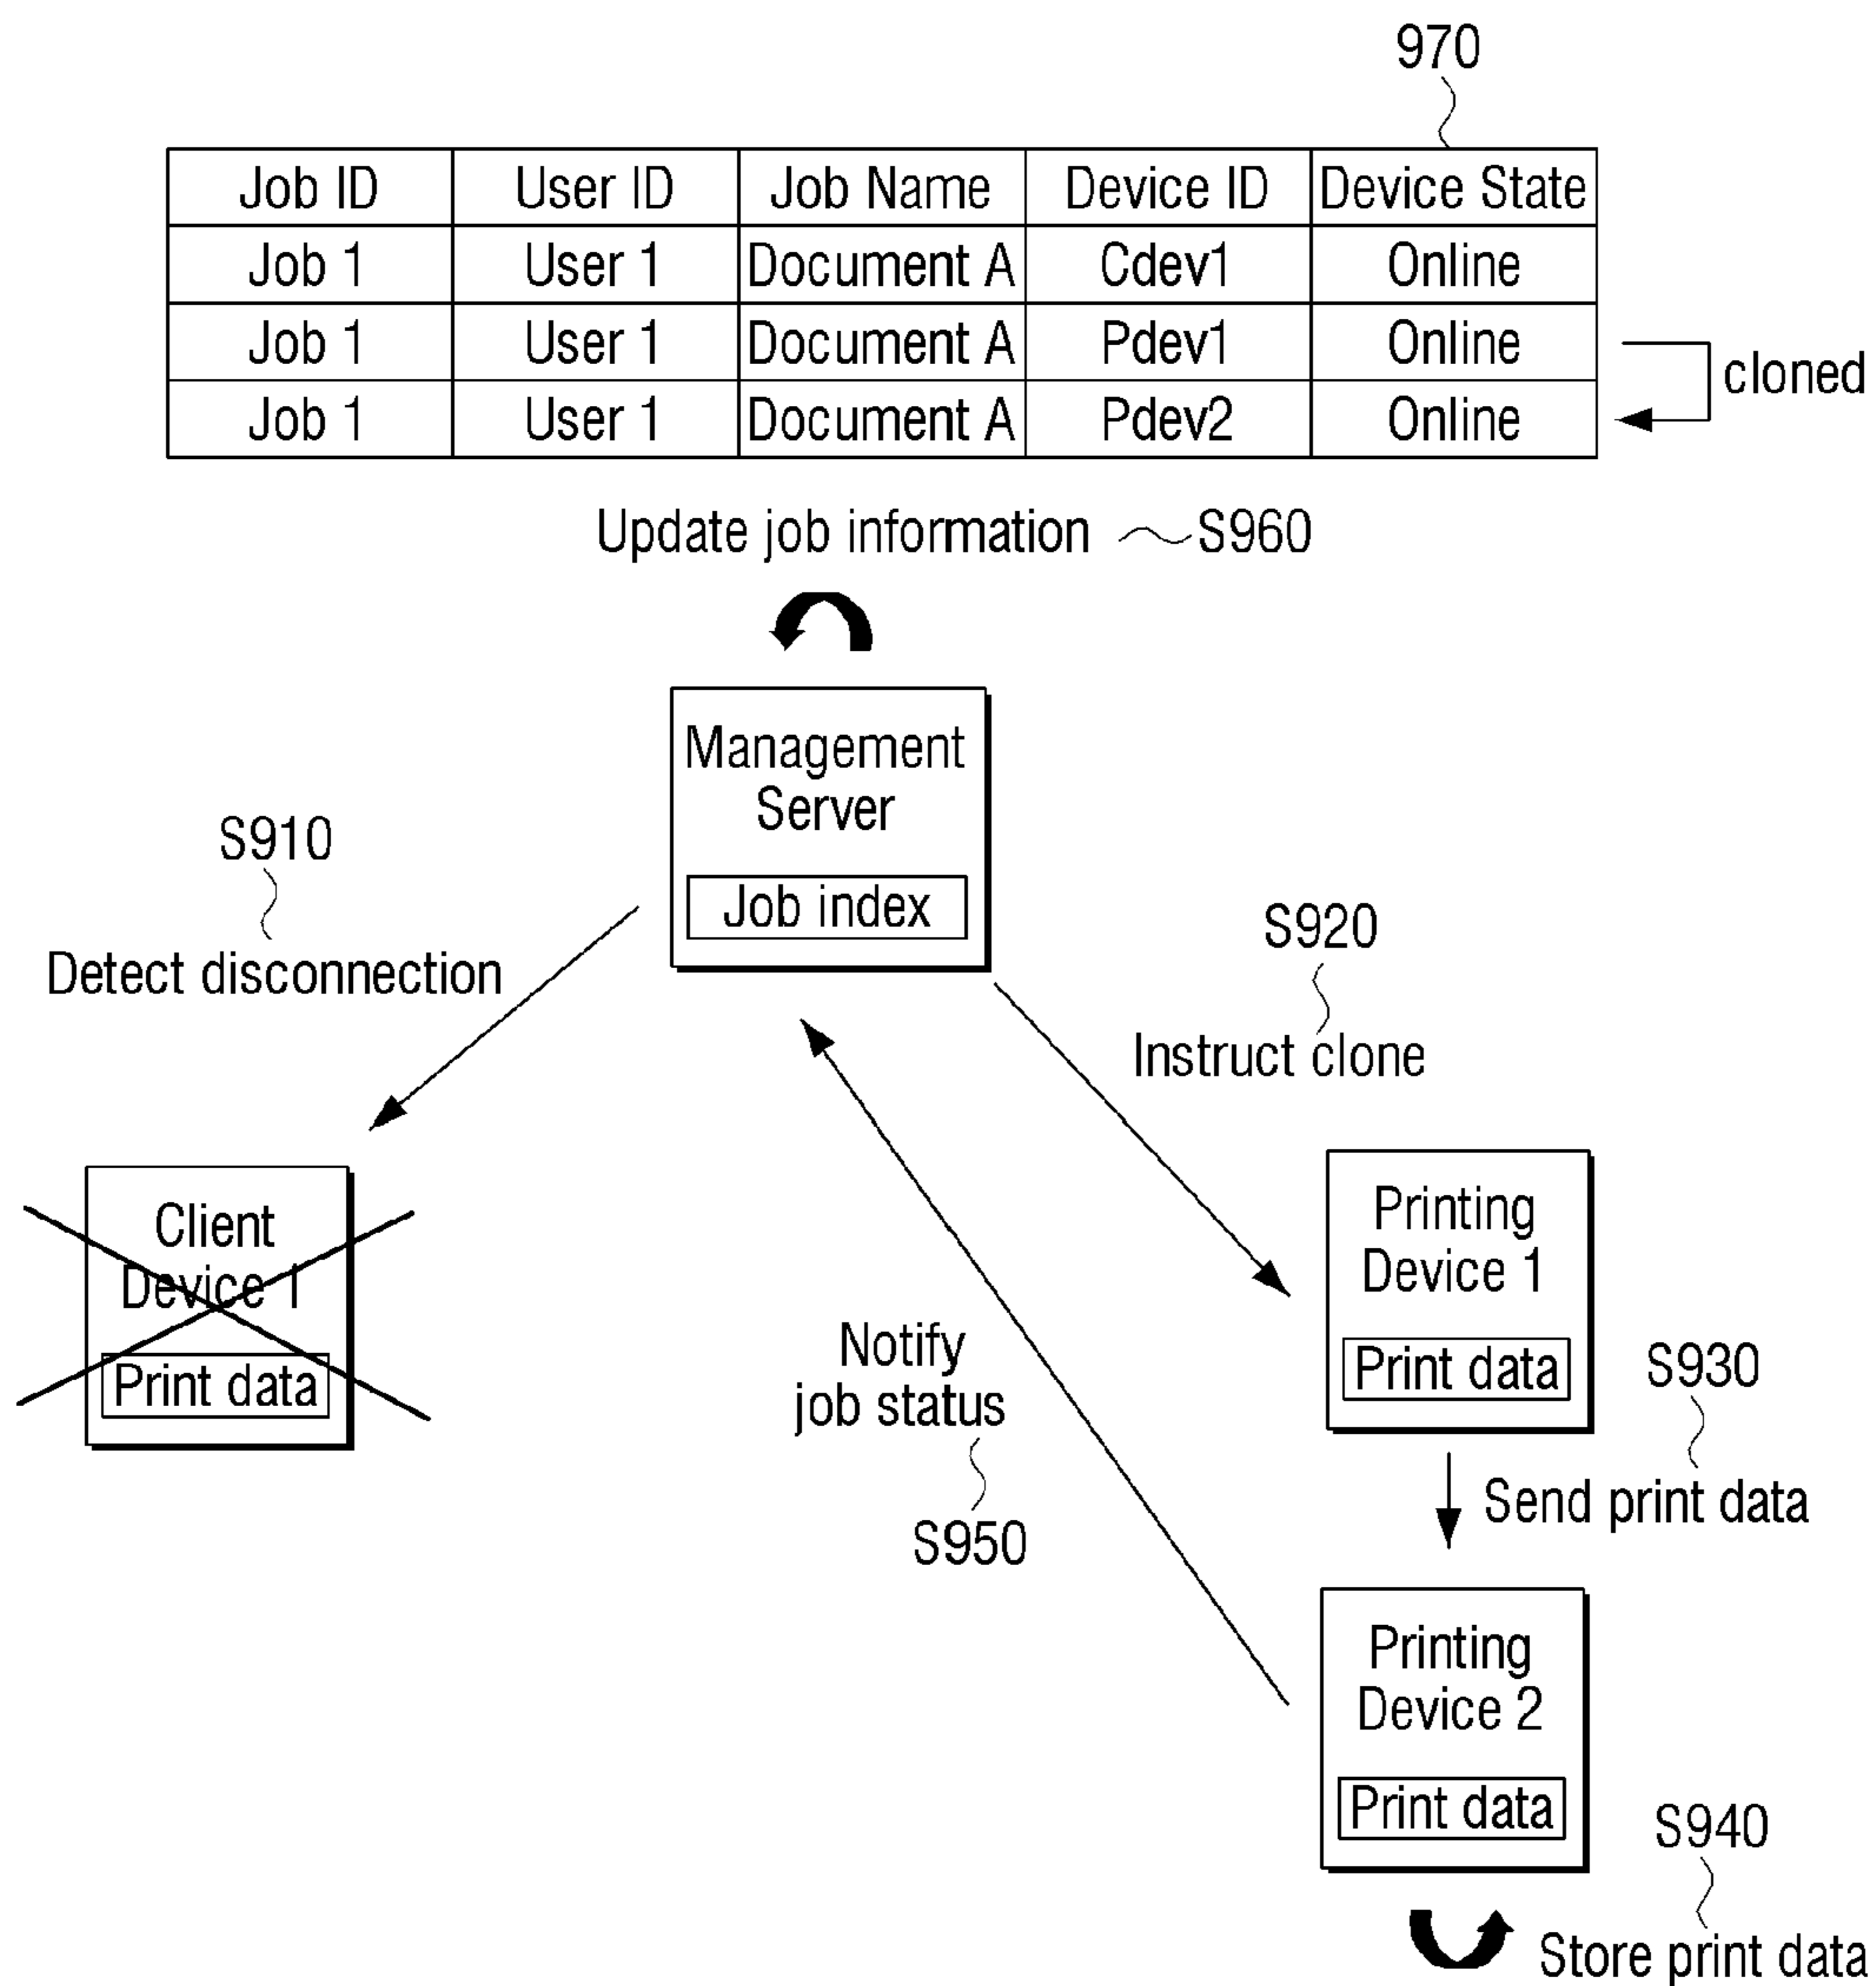 970
Job ID User ID Job Name Device ID Device State
Job 1 User 1 Document A Cdev1 Online
Job 1 User 1 Document A Pdev1 Online
Job 1 User 1 Document A Pdev2 Online
cloned
Update job information S960
Management
Server
Job index
S910
Detect disconnection
S920
Instruct clone
Client
Device 1
Print data
Printing
Device 1
Print data
Notify
job status
S950
S930
Send print data
Printing
Device 2
Print data
S940
Store print data